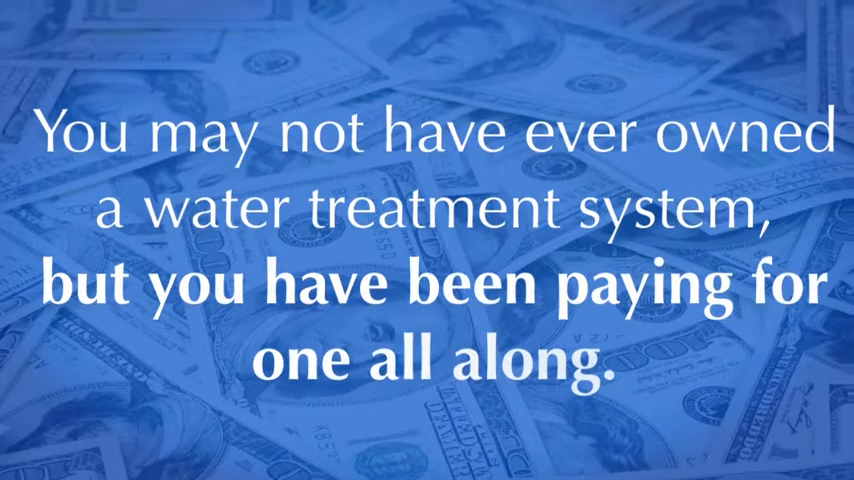 You may not have ever owned
a water treatment system,
but you have been paying for
one all along.